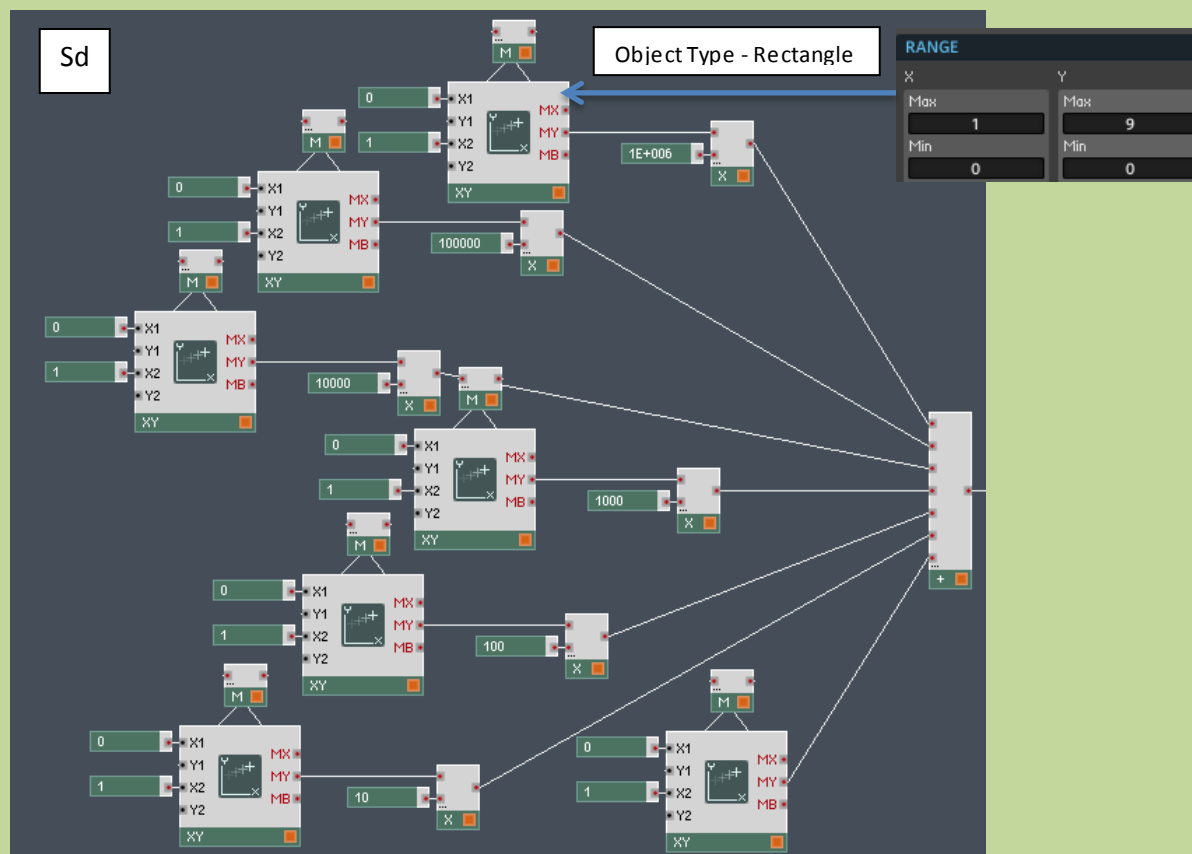 Sd
Object Type - Rectangle
RANGE
X Y
Max Max
1 9
Min Min
0 0
...
M
0 X1 MX
Y1 MY
1 X2 MB
Y2
XY
1E+006 ...
X
...
M
0 X1 MX
Y1 MY
1 X2 MB
Y2
XY
100000 ...
X
...
M
0 X1 MX
Y1 MY
1 X2 MB
Y2
XY
10000 ...
X
...
M
0 X1 MX
Y1 MY
1 X2 MB
Y2
XY
1000 ...
X
...
M
0 X1 MX
Y1 MY
1 X2 MB
Y2
XY
100 ...
X
...
M
0 X1 MX
Y1 MY
1 X2 MB
Y2
XY
10 ...
X
...
M
0 X1 MX
Y1 MY
1 X2 MB
Y2
XY
...
+